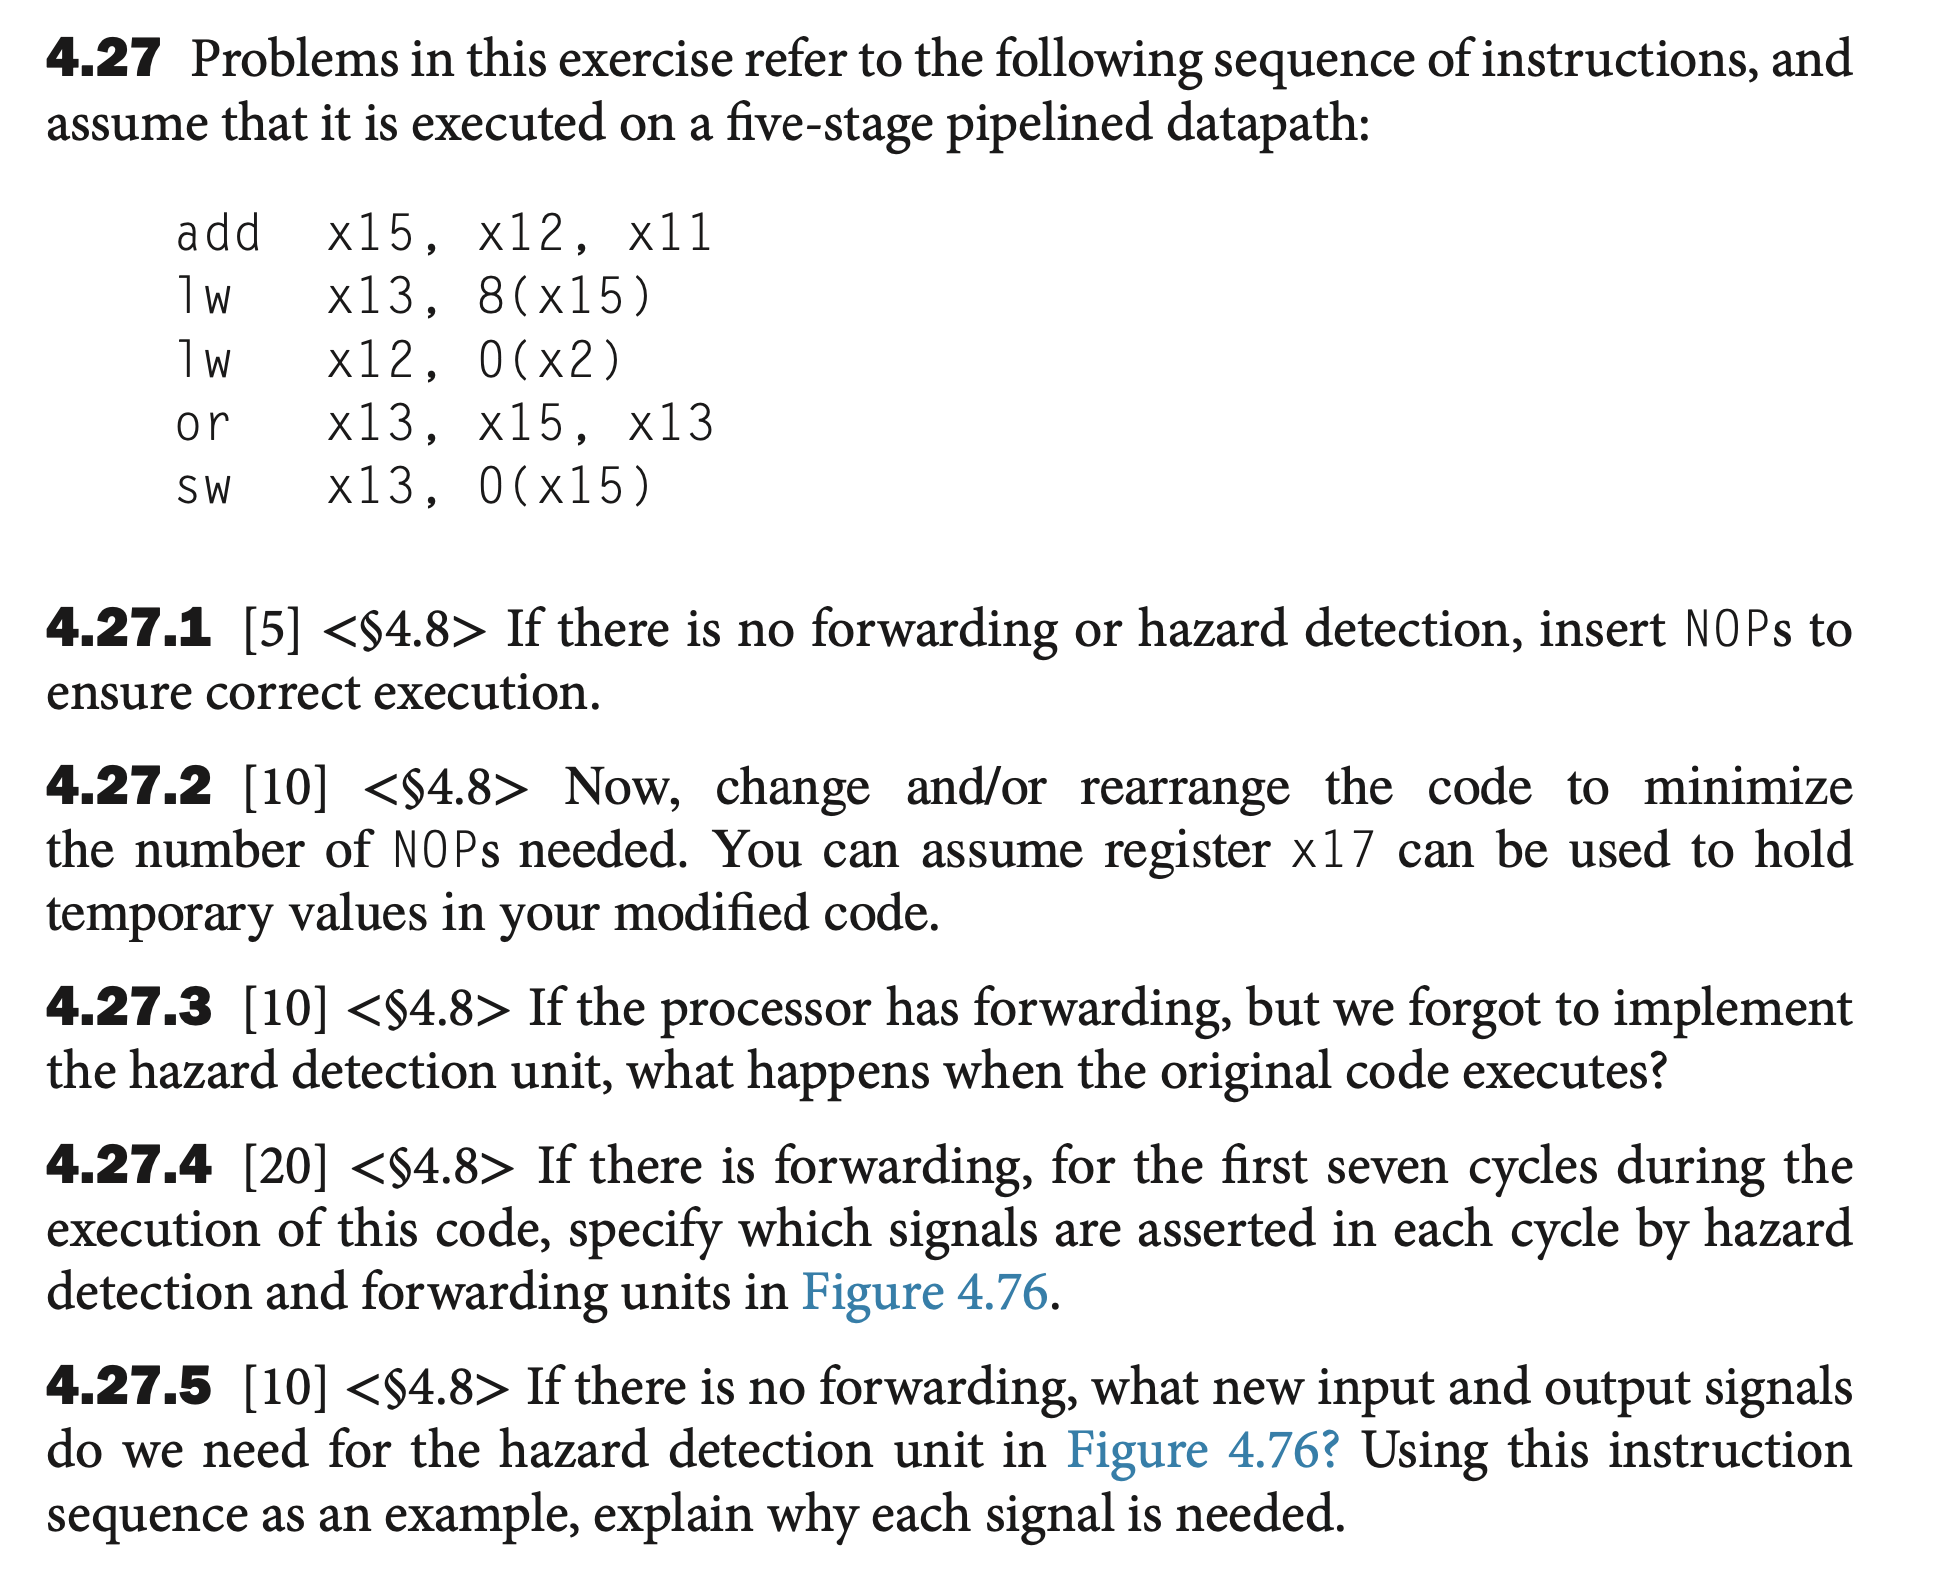 4.27 Problems in this exercise refer to the following sequence of instructions, and
assume that it is executed on a five-stage pipelined datapath:
add x15, x12, x11
lw x13, 8(x15)
lw x12, 0(x2)
or x13, x15, x13
sw x13, 0(x15)
4.27.1 [5] <§4.8> If there is no forwarding or hazard detection, insert NOPs to
ensure correct execution.
4.27.2 [10] <§4.8> Now, change and/or rearrange the code to minimize
the number of NOPs needed. You can assume register x17 can be used to hold
temporary values in your modified code.
4.27.3 [10] <§4.8> If the processor has forwarding, but we forgot to implement
the hazard detection unit, what happens when the original code executes?
4.27.4 [20] <§4.8> If there is forwarding, for the first seven cycles during the
execution of this code, specify which signals are asserted in each cycle by hazard
detection and forwarding units in Figure 4.76.
4.27.5 [10] <§4.8> If there is no forwarding, what new input and output signals
do we need for the hazard detection unit in Figure 4.76? Using this instruction
sequence as an example, explain why each signal is needed.